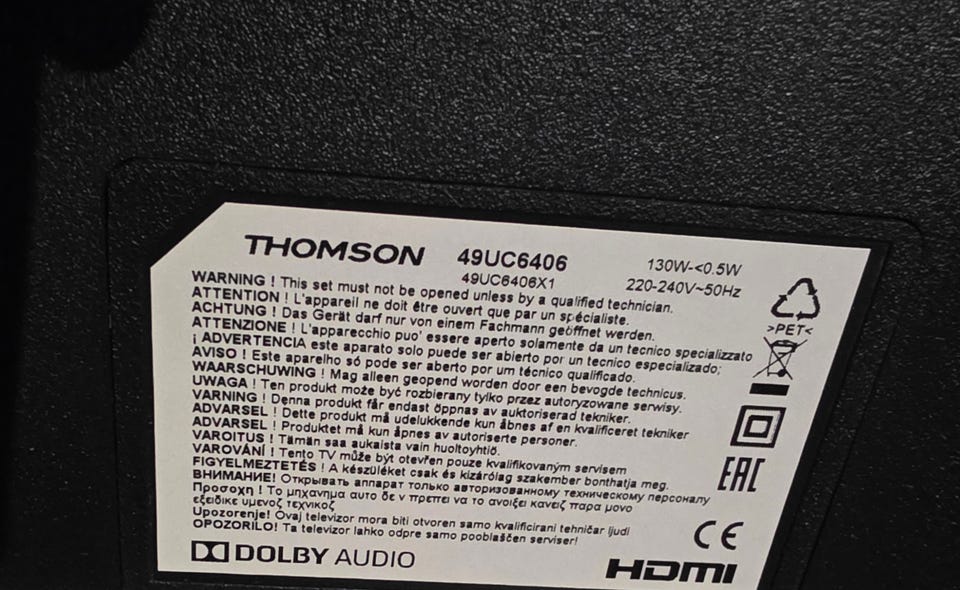 THOMSON 49UC6406 130W-<0.5W
49UC6406X1 220-240V~50Hz
WARNING ! This set must not be opened unless by a qualified technician.
ATTENTION ! L'appareil ne doit être ouvert que par un spécialiste.
ACHTUNG ! Das Gerät darf nur von einem Fachmann geöffnet werden.
ATTENZIONE ! L'apparecchio puo' essere aperto solamente da un tecnico specializzato
¡ ADVERTENCIA este aparato solo puede ser abierto por un tecnico especializado;
AVISO ! Este aparelho só pode ser aberto por um técnico qualificado.
WAARSCHUWING ! Mag alleen geopend worden door een bevogde technicus.
UWAGA ! Ten produkt może być rozbierany tylko przez autoryzowane serwisy.
VARNING ! Denna produkt får endast öppnas av auktoriserad tekniker.
ADVARSEL ! Dette produkt må udelukkende kun åbnes af en kvalificeret tekniker
ADVARSEL ! Produktet må kun åpnes av autoriserte personer.
VAROITUS ! Tämän saa aukaista vain huoltoyhtiö.
VAROVÁNÍ ! Tento TV může být otevřen pouze kvalifikovaným servisem
FIGYELMEZTETÉS ! A készüléket csak és kizárólag szakember bonthatja meg.
ВНИМАНИЕ! Открывать аппарат только авторизованному техническому персоналу
Προσοχη ! Το μηχανημα αυτο δε ν πρεπει να το ανοιξει κανεις παρα μονο
εξειδικε υμενος τεχνικος
Upozorenje! Ovaj televizor mora biti otvoren samo kvalificirani tehničar ljudi
OPOZORILO! Ta televizor lahko odpre samo pooblaščen serviser!
>PET<
EAC
CE
DOLBY AUDIO
HDMI